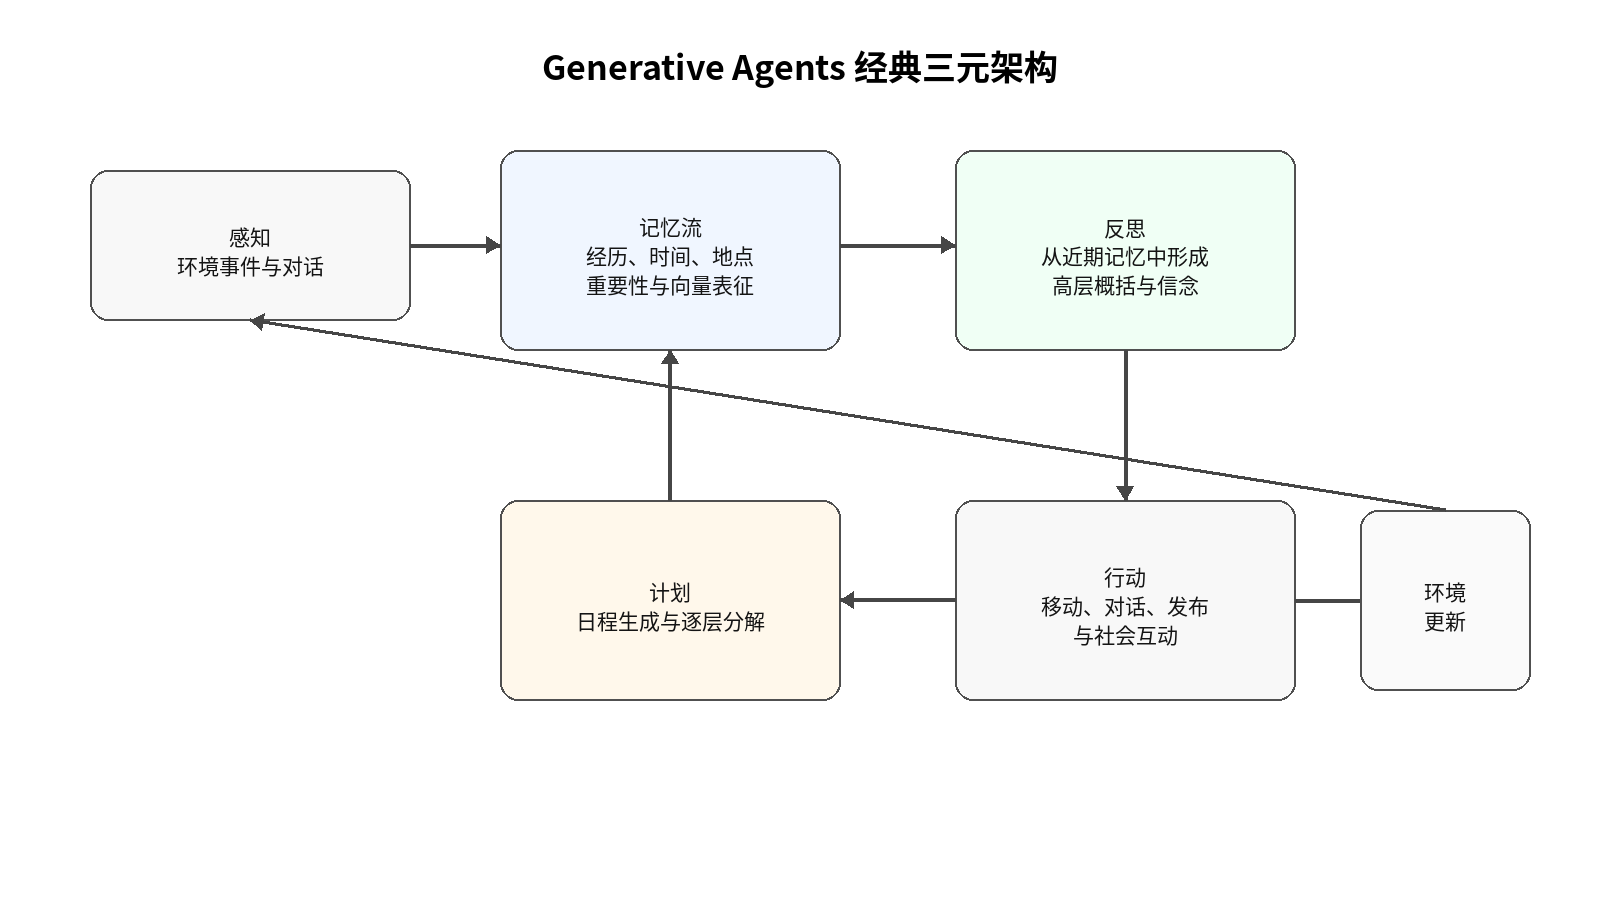 Generative Agents 经典三元架构
感知
环境事件与对话
记忆流
经历、时间、地点
重要性与向量表征
反思
从近期记忆中形成
高层概括与信念
计划
日程生成与逐层分解
行动
移动、对话、发布
与社会互动
环境
更新